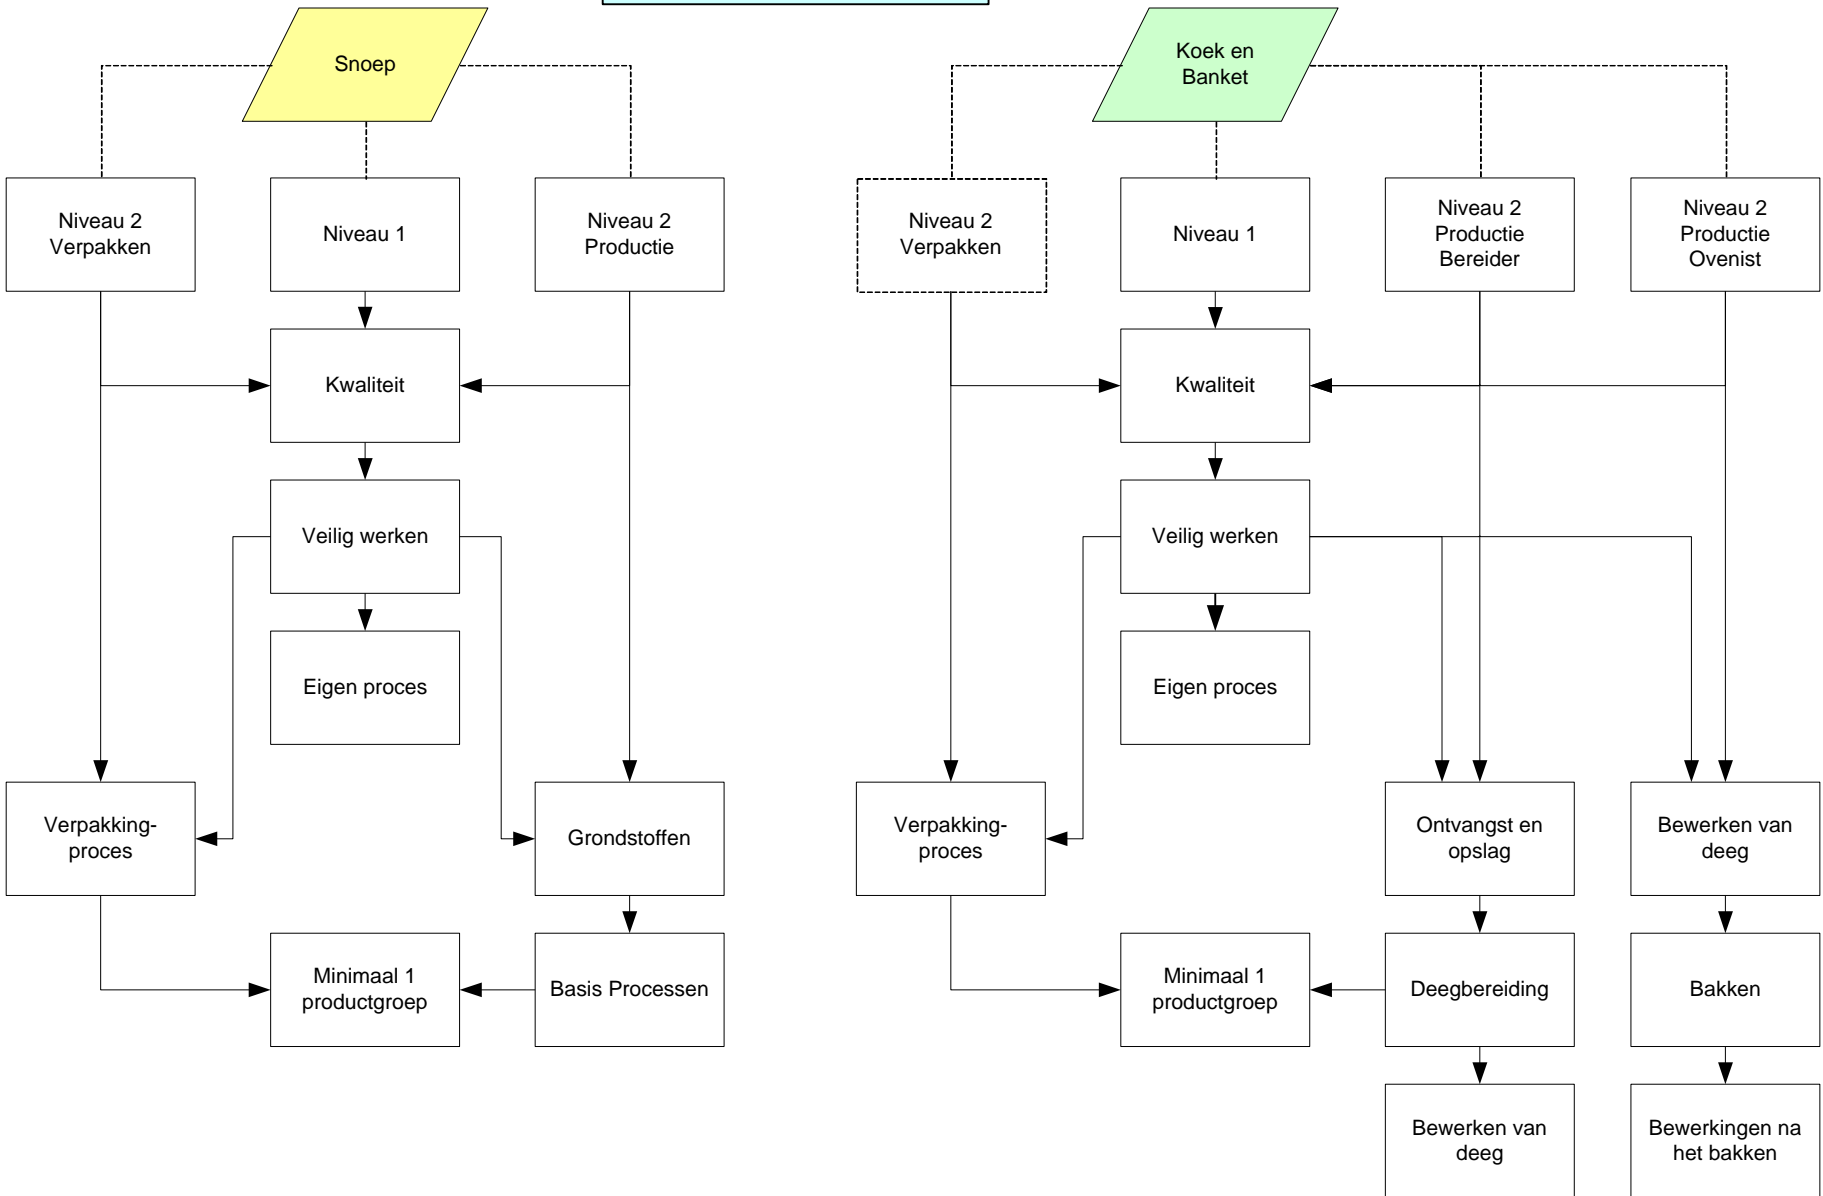 Snoep
Koek en
Banket
Niveau 2
Verpakken
Niveau 1
Niveau 2
Productie
Niveau 2
Verpakken
Niveau 1
Niveau 2
Productie
Bereider
Niveau 2
Productie
Ovenist
Kwaliteit
Kwaliteit
Veilig werken
Veilig werken
Eigen proces
Eigen proces
Verpakking-
proces
Grondstoffen
Verpakking-
proces
Ontvangst en
opslag
Bewerken van
deeg
Minimaal 1
productgroep
Basis Processen
Minimaal 1
productgroep
Deegbereiding
Bakken
Bewerken van
deeg
Bewerkingen na
het bakken